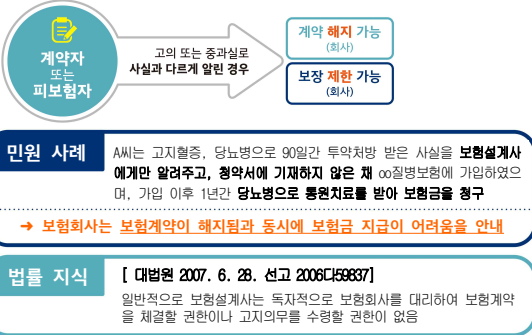 계약자
또는
피보험자
고의 또는 중과실로
사실과 다르게 알린 경우
계약 해지 가능
(회사)
보장 제한 가능
(회사)
민원 사례
A씨는 고지혈증, 당뇨병으로 90일간 투약처방 받은 사실을 보험설계사
에게만 알려주고, 청약서에 기재하지 않은 채 oo질병보험에 가입하였으
며, 가입 이후 1년간 당뇨병으로 통원치료를 받아 보험금을 청구
➔ 보험회사는 보험계약이 해지됨과 동시에 보험금 지급이 어려움을 안내
법률 지식
[ 대법원 2007. 6. 28. 선고 2006다59837]
일반적으로 보험설계사는 독자적으로 보험회사를 대리하여 보험계약
을 체결할 권한이나 고지의무를 수령할 권한이 없음